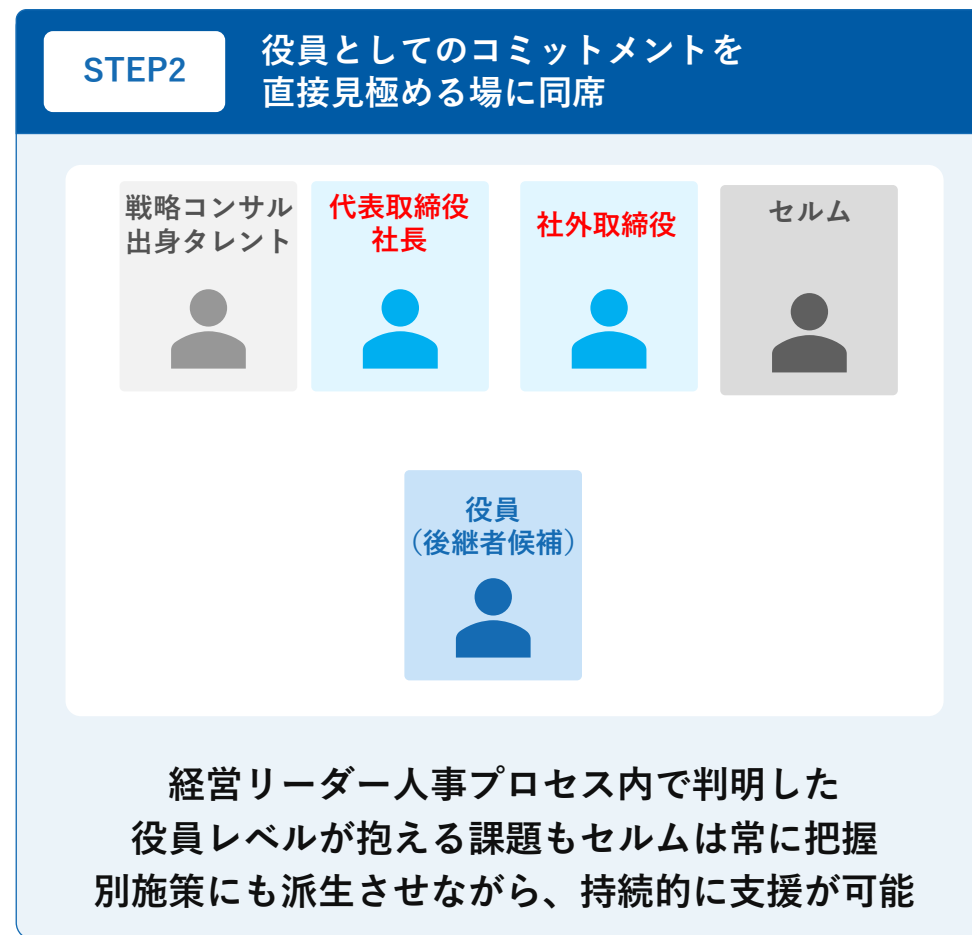 STEP2
役員としてのコミットメントを
直接見極める場に同席
戦略コンサル
出身タレント
代表取締役
社長
社外取締役
セルム
役員
（後継者候補）
経営リーダー人事プロセス内で判明した
役員レベルが抱える課題もセルムは常に把握
別施策にも派生させながら、持続的に支援が可能